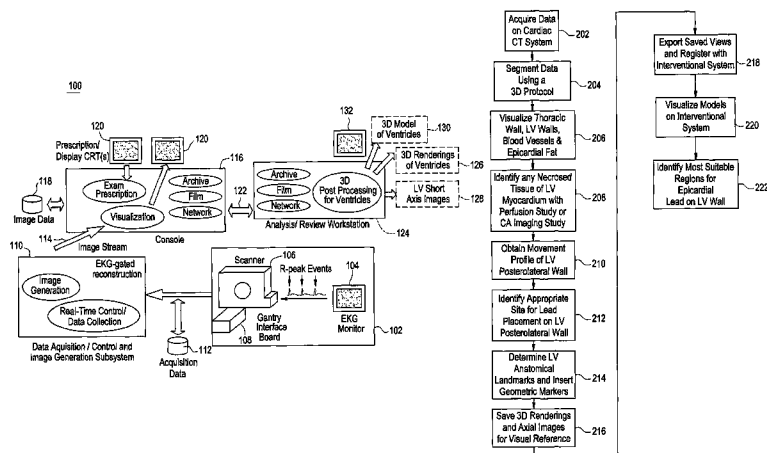 100
120
120
Prescription/
Display CRT(s)
116
118
Image Data
Exam
Prescription
Visualization
Archive
Film
Network
Console
114
Image Stream
122
132
3D Model
of Ventricles
130
3D Renderings
of Ventricles
126
LV Short
Axis Images
128
Archive
Film
Network
3D
Post Processing
for Ventricles
Analysis/ Review Workstation
124
110
EKG-gated
reconstruction
Image
Generation
Real-Time Control/
Data Collection
Data Aquisition / Control and
Image Generation Subsystem
112
Acquisition
Data
106
Scanner
R-peak Events
104
EKG
Monitor
Gantry
Interface
Board
108
102
Acquire Data
on Cardiac
CT System
202
Segment Data
Using a
3D Protocol
204
Visualize Thoracic
Wall, LV Walls,
Blood Vessels &
Epicardial Fat
206
Identify any Necrosed
Tissue of LV
Myocardium with
Perfusion Study or
CA Imaging Study
208
Obtain Movement
Profile of LV
Posterolateral Wall
210
Identify Appropriate
Site for Lead
Placement on LV
Posterolateral Wall
212
Determine LV
Anatomical
Landmarks and Insert
Geometric Markers
214
Save 3D Renderings
and Axial Images
for Visual Reference
216
Export Saved Views
and Register with
Interventional System
218
Visualize Models
on Interventional
System
220
Identify Most Suitable
Regions for
Epicardial
Lead on LV Wall
222